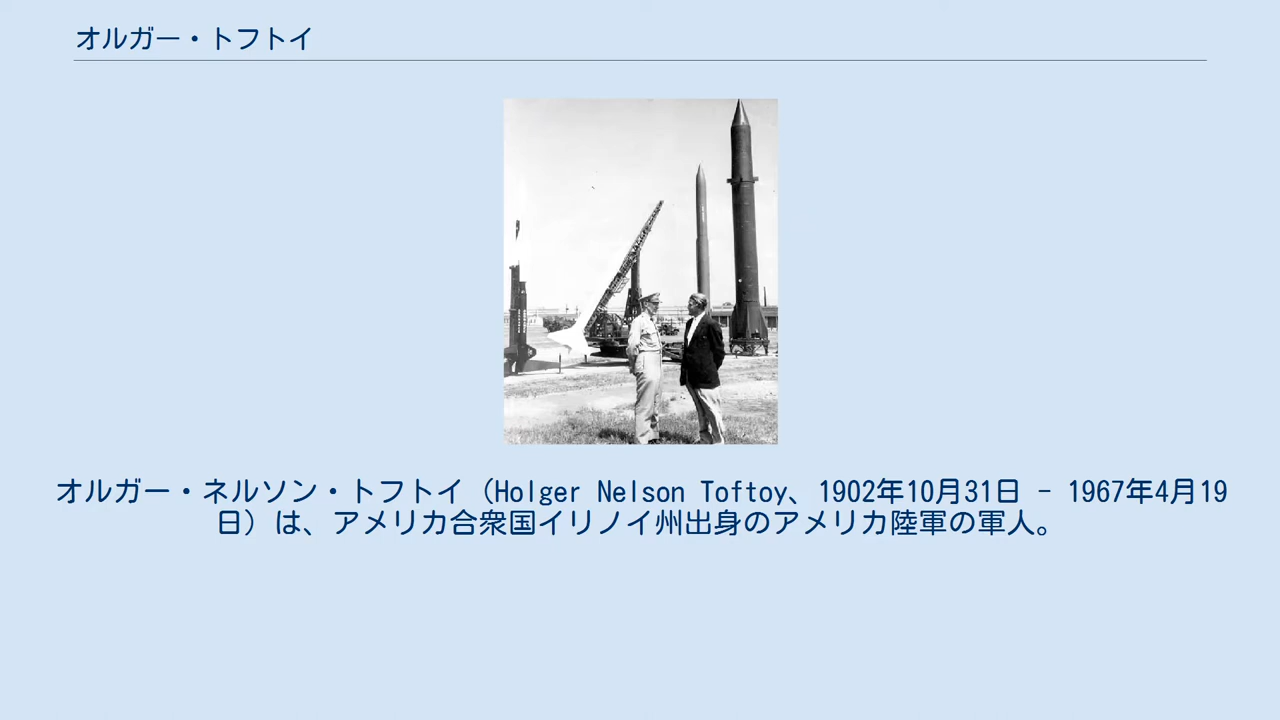 オルガー・トフトイ
オルガー・ネルソン・トフトイ（Holger Nelson Toftoy、1902年10月31日 - 1967年4月19
日）は、アメリカ合衆国イリノイ州出身のアメリカ陸軍の軍人。